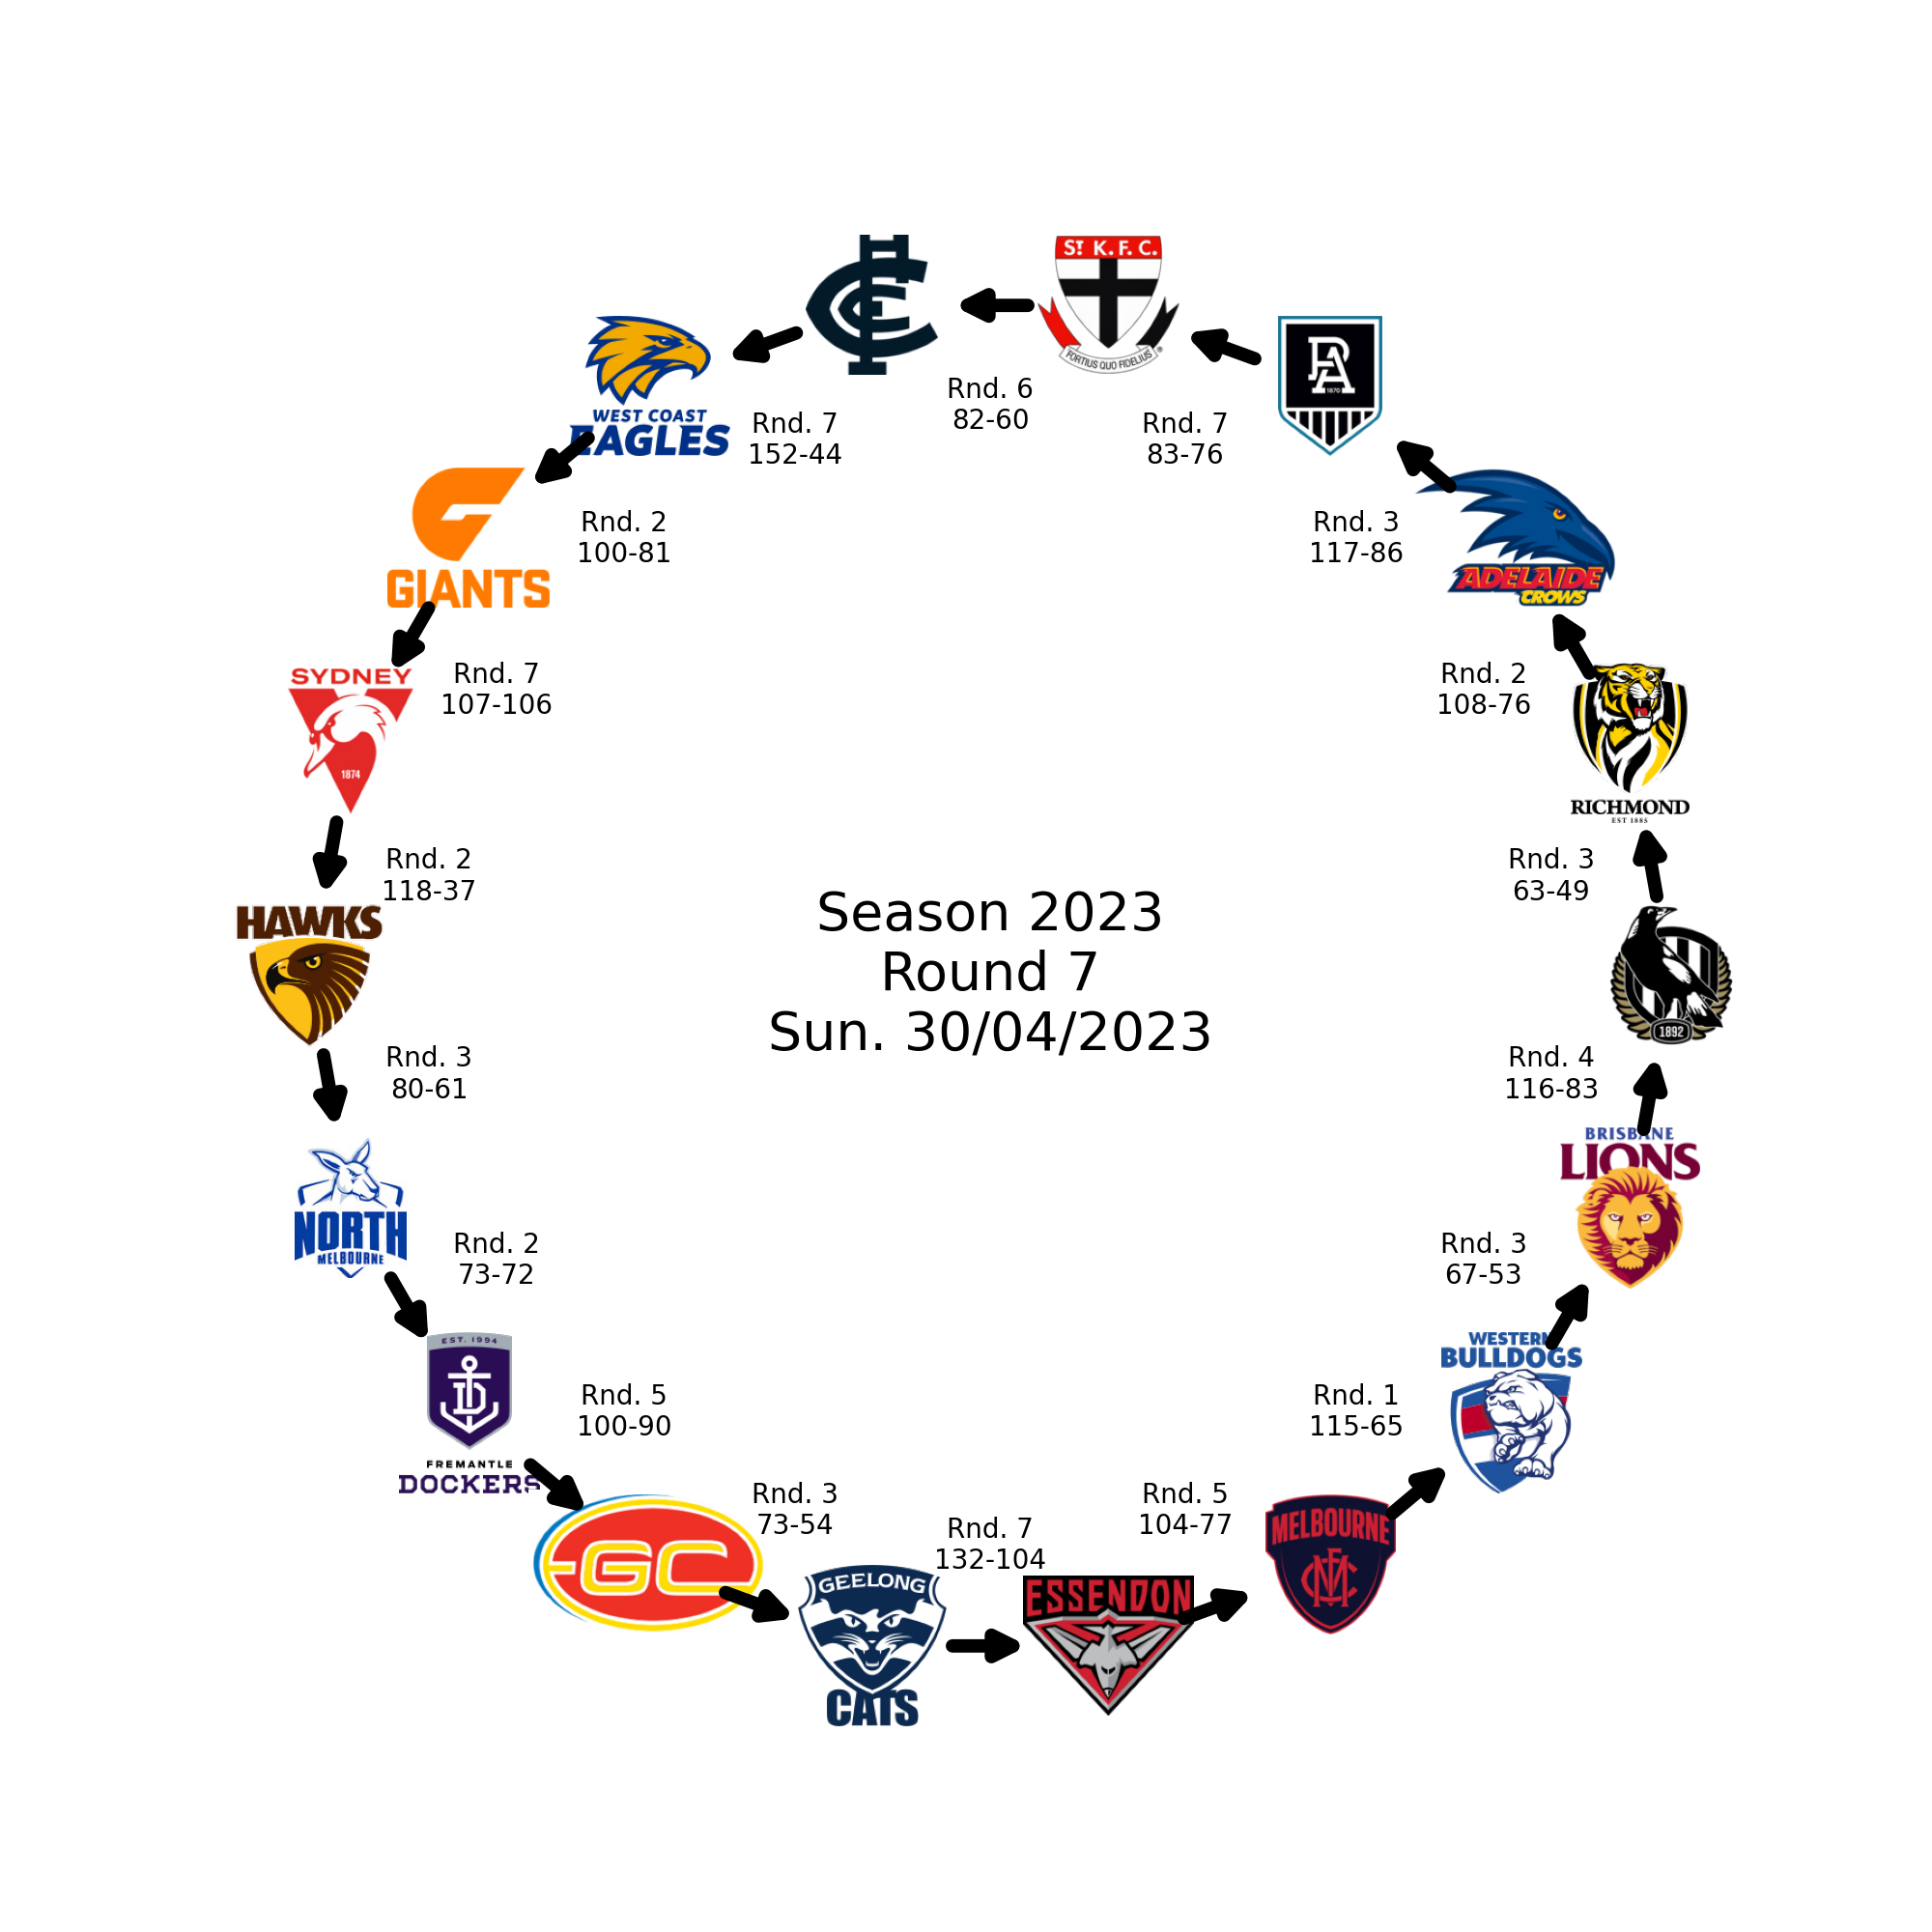 ST K. F. C.
FORTIUS QUO FIDELIUS
®
PA
1870
WEST COAST
EAGLES
Rnd. 6
82-60
Rnd. 7
152-44
Rnd. 7
83-76
GIANTS
Rnd. 2
100-81
Rnd. 3
117-86
ADELAIDE
CROWS
SYDNEY
1874
Rnd. 7
107-106
Rnd. 2
108-76
RICHMOND
EST 1885
Rnd. 2
118-37
Rnd. 3
63-49
HAWKS
Season 2023
Round 7
Sun. 30/04/2023
1892
Rnd. 3
80-61
Rnd. 4
116-83
BRISBANE
LIONS
NORTH
MELBOURNE
Rnd. 2
73-72
Rnd. 3
67-53
EST. 1994
FREMANTLE
DOCKERS
WESTERN
BULLDOGS
Rnd. 5
100-90
Rnd. 1
115-65
GC
Rnd. 3
73-54
Rnd. 7
132-104
Rnd. 5
104-77
MELBOURNE
GEELONG
CATS
ESSENDON